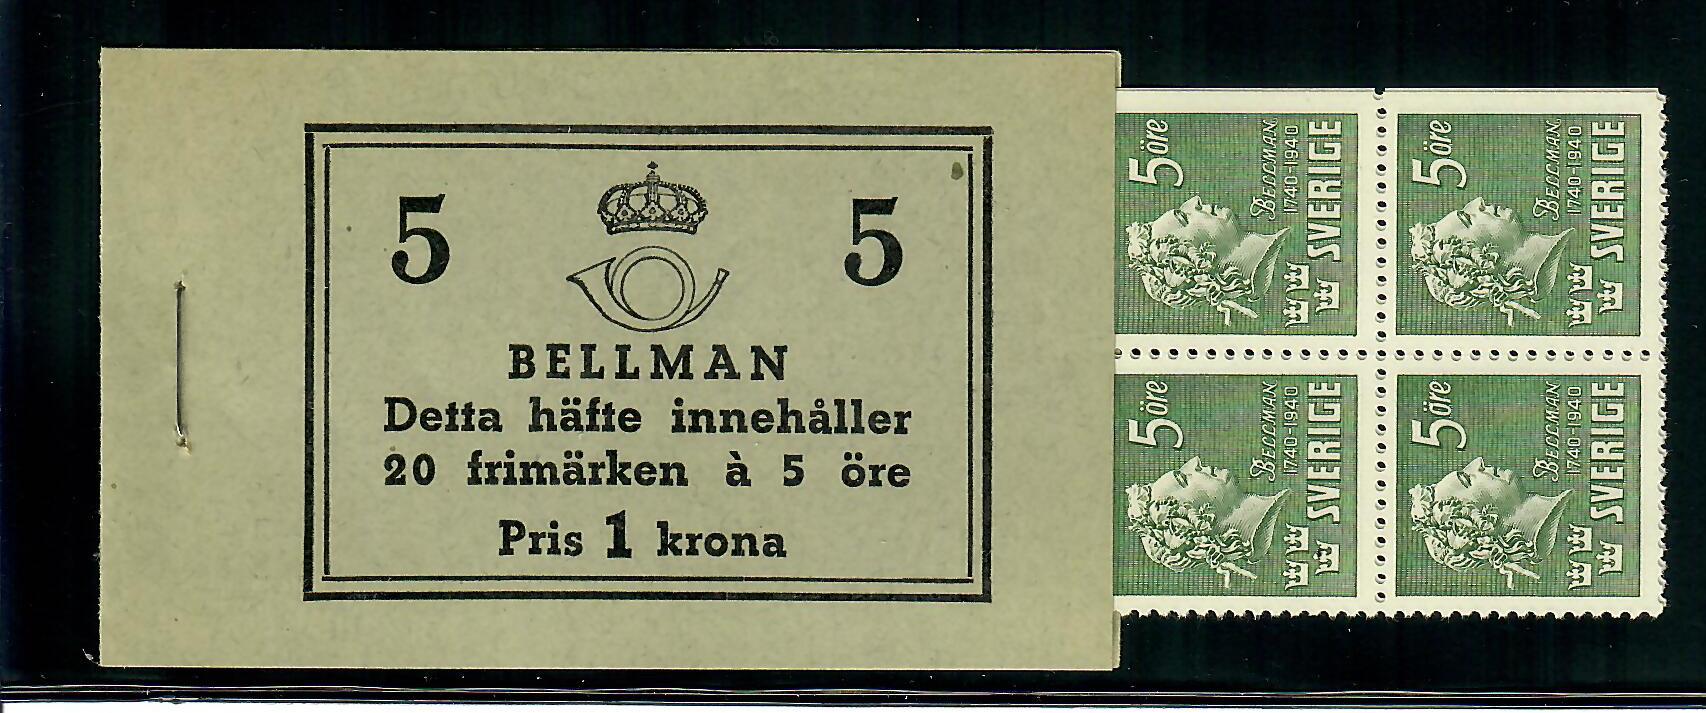 5 5
BELLMAN
Detta häfte innehåller
20 frimärken à 5 öre
Pris 1 krona
5 öre
BELLMAN
1740-1940
SVERIGE
5 öre
BELLMAN
1740-1940
SVERIGE
5 öre
BELLMAN
1740-1940
SVERIGE
5 öre
BELLMAN
1740-1940
SVERIGE